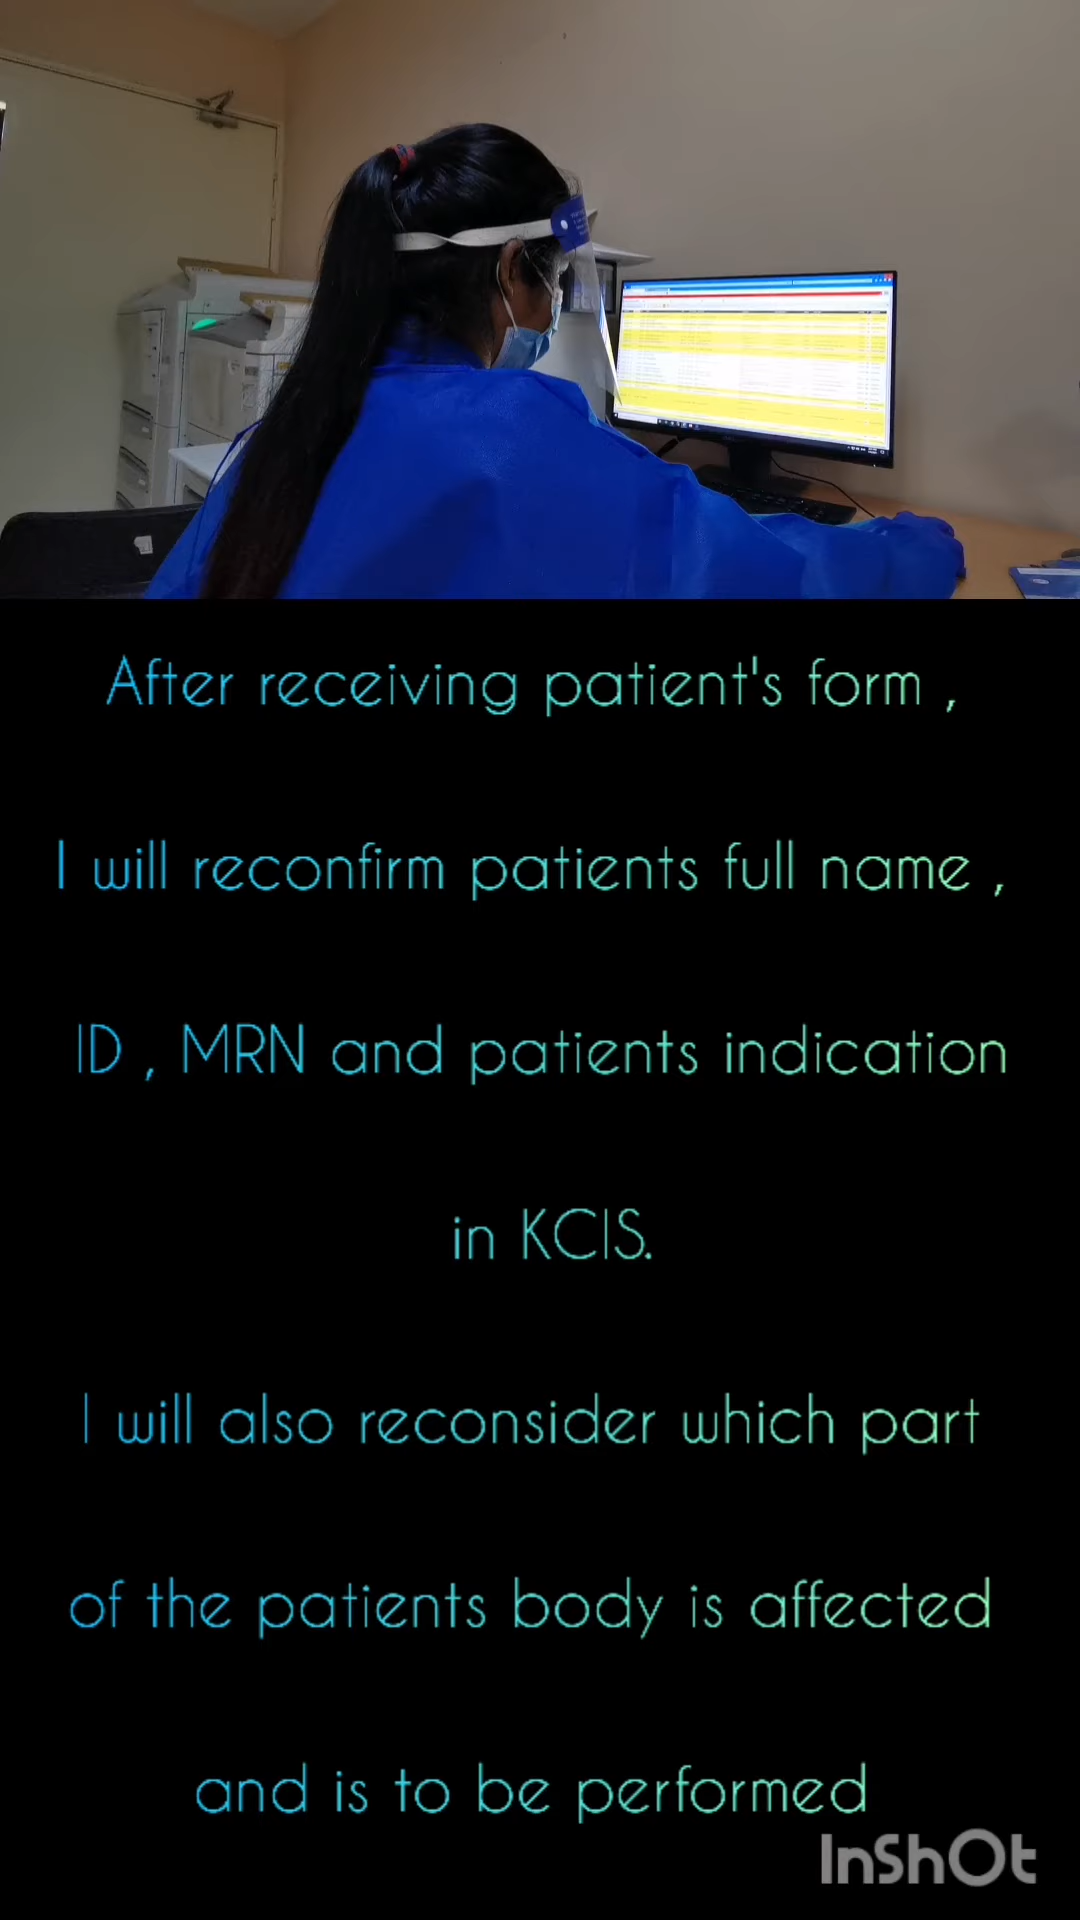 After receiving patient's form ,
I will reconfirm patients full name ,
ID , MRN and patients indication
in KCIS.
I will also reconsider which part
of the patients body is affected
and is to be performed
InShOt